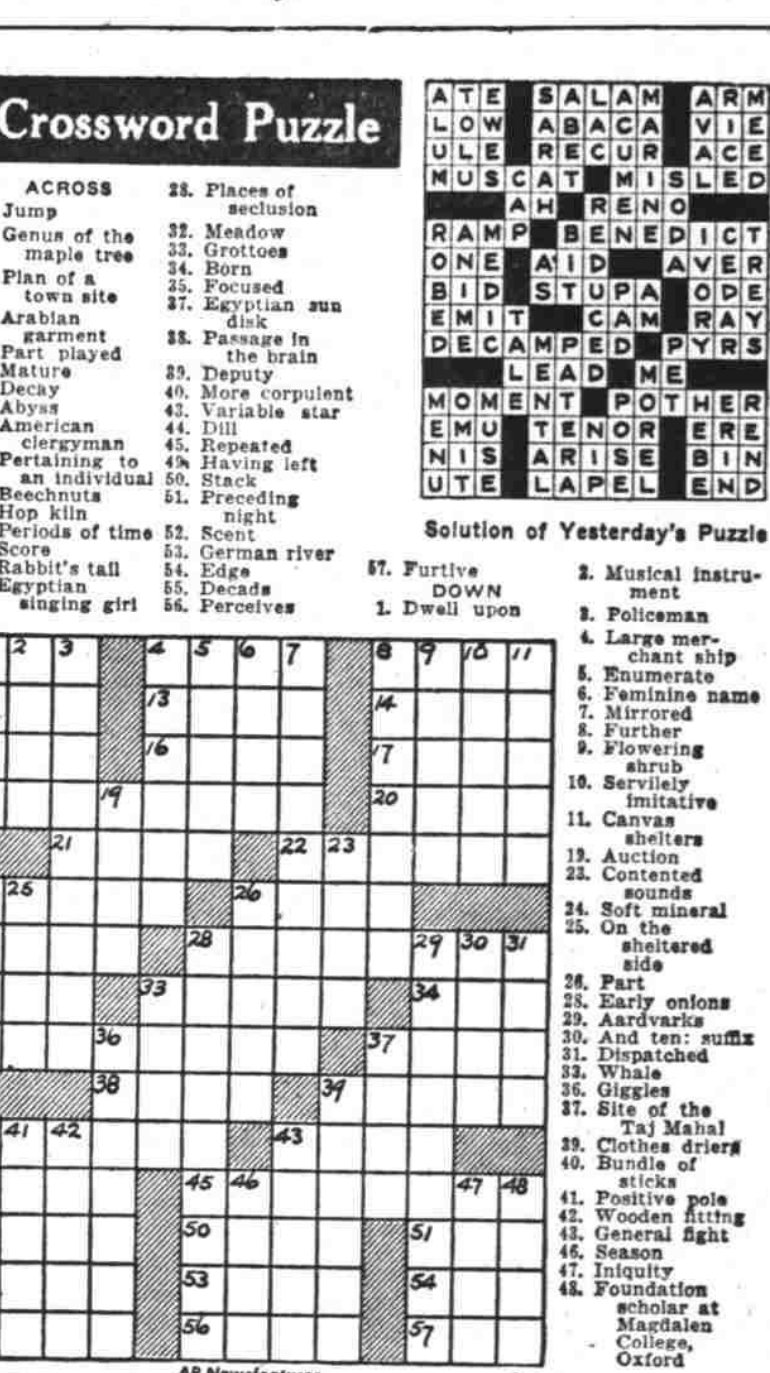 Crossword Puzzle
ACROSS
Jump
Genus of the
maple tree
Plan of a
town site
Arabian
garment
Part played
Mature
Decay
Abyss
American
clergyman
Pertaining to
an individual
Beechnuts
Hop kiln
Periods of time
Score
Rabbit's tail
Egyptian
singing girl
28. Places of
seclusion
32. Meadow
33. Grottoes
34. Born
35. Focused
37. Egyptian sun
disk
38. Passage in
the brain
39. Deputy
40. More corpulent
43. Variable star
44. Dill
45. Repeated
49. Having left
50. Stack
51. Preceding
night
52. Scent
53. German river
54. Edge
55. Decade
56. Perceives
57. Furtive
DOWN
1. Dwell upon
ATE SALAM ARM
LOW ABACA VIE
ULE RECUR ACE
MUSCAT MISLED
AH RENO
RAMP BENEDICT
ONE AID AVER
BID STUPA ODE
EMIT CAM RAY
DECAMPED PYRS
LEAD ME
MOMENT POTHER
EMU TENOR ERE
NIS ARISE BIN
UTE LAPEL END
Solution of Yesterday's Puzzle
2. Musical instru-
ment
3. Policeman
4. Large mer-
chant ship
5. Enumerate
6. Feminine name
7. Mirrored
8. Further
9. Flowering
shrub
10. Servilely
imitative
11. Canvas
shelters
19. Auction
23. Contented
sounds
24. Soft mineral
25. On the
sheltered
side
26. Part
28. Early onions
29. Aardvarks
30. And ten: suffix
31. Dispatched
33. Whale
36. Giggles
37. Site of the
Taj Mahal
39. Clothes driers
40. Bundle of
sticks
41. Positive pole
42. Wooden fitting
43. General fight
46. Season
47. Iniquity
48. Foundation
scholar at
Magdalen
College,
Oxford
2 3 4 5 6 7 8 9 10 11
13 14
16 17
19 20
21 22 23
25 26
28 29 30 31
33 34
36 37
38 39
41 42 43
45 46 47 48
50 51
53 54
56 57
AP Newsfeatures